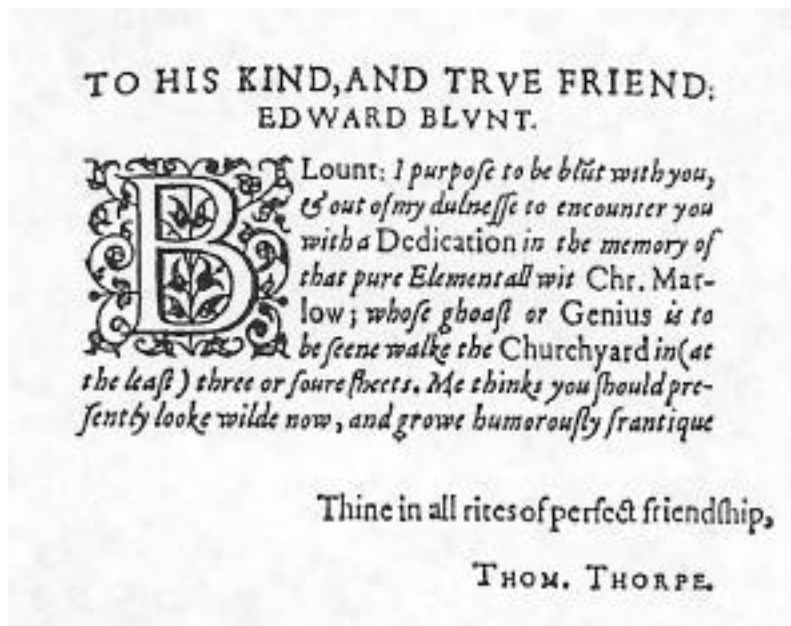 TO HIS KIND, AND TRVE FRIEND:
EDWARD BLVNT.
BLount: I purpoſe to be blũt with you,
& out of my dulneſſe to encounter you
with a Dedication in the memory of
that pure Elementall wit Chr. Mar-
low; whoſe ghoaſt or Genius is to
be ſeene walke the Churchyard in (at
the leaſt) three or foure ſheets. Me thinks you ſhould pre-
ſently looke wilde now, and growe humorouſly frantique
Thine in all rites of perfect friendſhip,
THOM. THORPE.